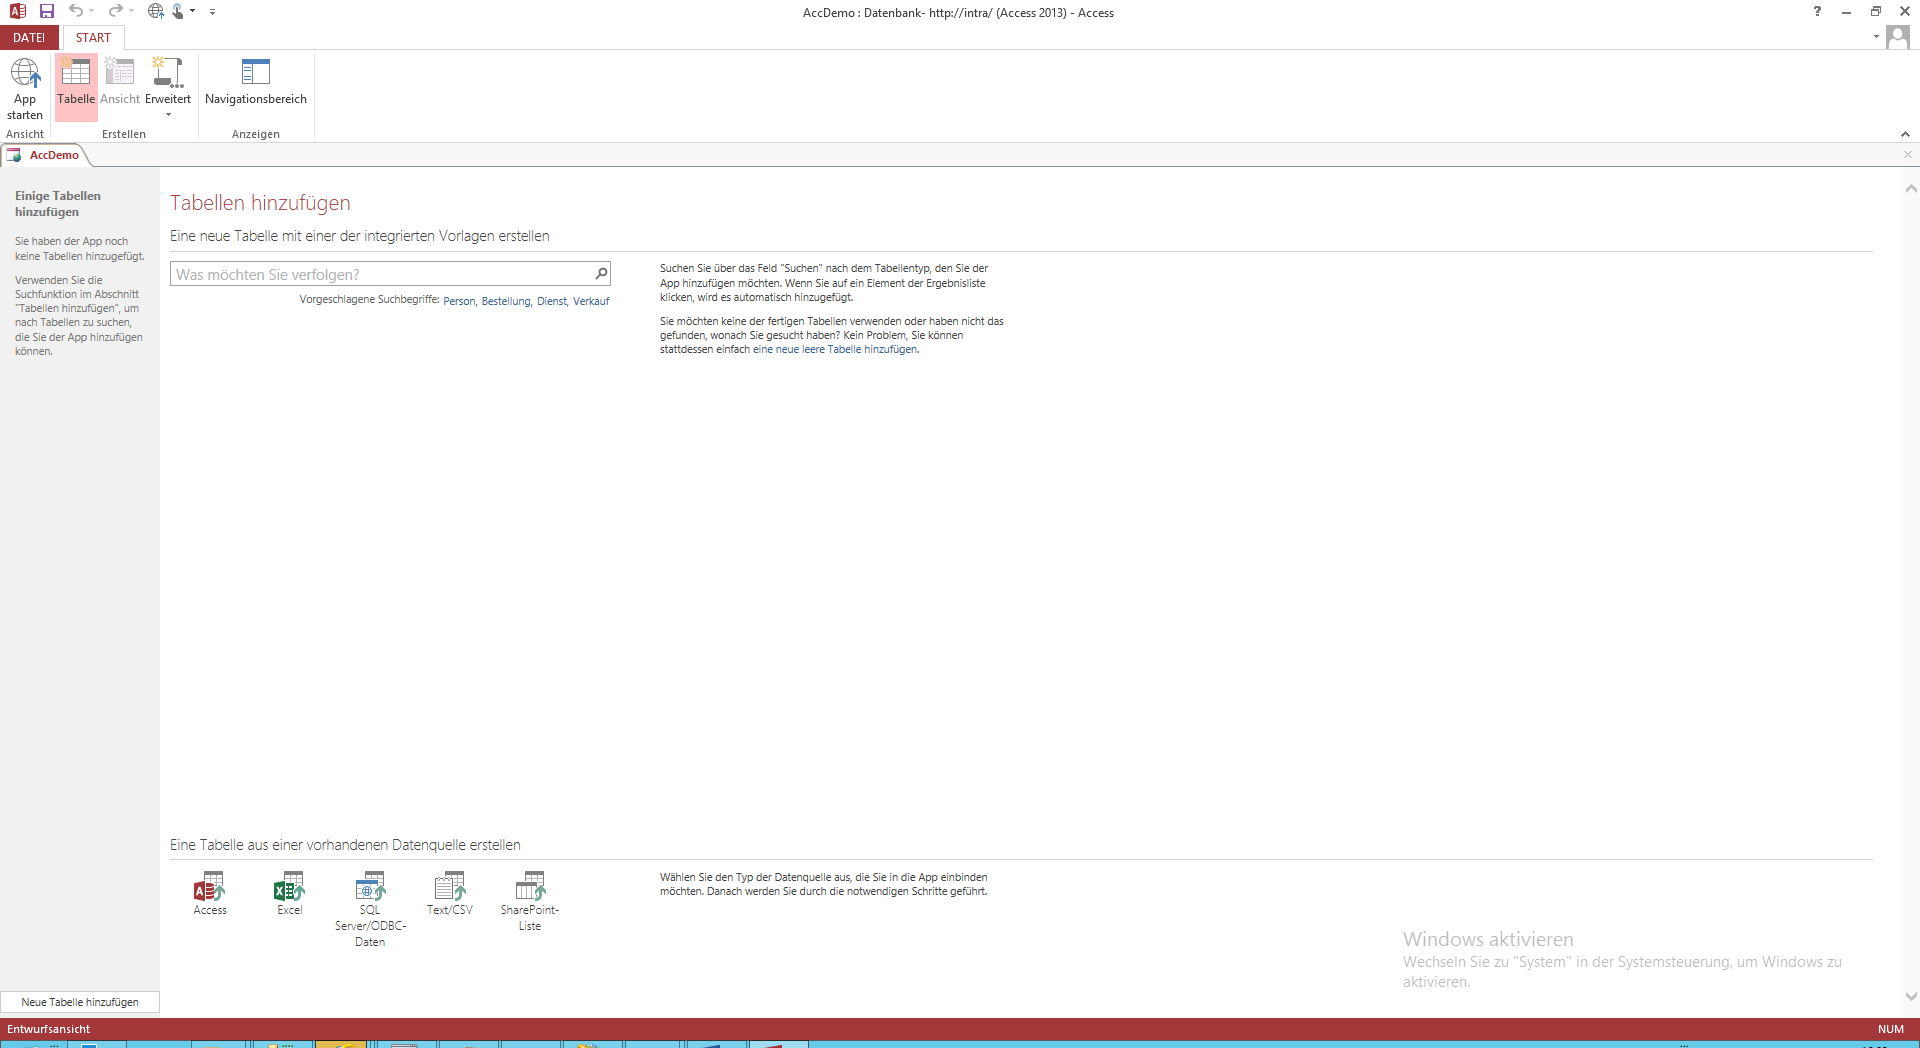 AccDemo : Datenbank- http://intra/ (Access 2013) - Access
DATEI
START
App starten
Tabelle
Ansicht
Erweitert
Navigationsbereich
Ansicht
Erstellen
Anzeigen
AccDemo
Einige Tabellen
hinzufügen
Sie haben der App noch
keine Tabellen hinzugefügt.
Verwenden Sie die
Suchfunktion im Abschnitt
"Tabellen hinzufügen", um
nach Tabellen zu suchen,
die Sie der App hinzufügen
können.
Neue Tabelle hinzufügen
Tabellen hinzufügen
Eine neue Tabelle mit einer der integrierten Vorlagen erstellen
Was möchten Sie verfolgen?
Vorgeschlagene Suchbegriffe: Person, Bestellung, Dienst, Verkauf
Suchen Sie über das Feld "Suchen" nach dem Tabellentyp, den Sie der
App hinzufügen möchten. Wenn Sie auf ein Element der Ergebnisliste
klicken, wird es automatisch hinzugefügt.
Sie möchten keine der fertigen Tabellen verwenden oder haben nicht das
gefunden, wonach Sie gesucht haben? Kein Problem, Sie können
stattdessen einfach eine neue leere Tabelle hinzufügen.
Eine Tabelle aus einer vorhandenen Datenquelle erstellen
Access
Excel
SQL
Server/ODBC-
Daten
Text/CSV
SharePoint-
Liste
Wählen Sie den Typ der Datenquelle aus, die Sie in die App einbinden
möchten. Danach werden Sie durch die notwendigen Schritte geführt.
Windows aktivieren
Wechseln Sie zu "System" in der Systemsteuerung, um Windows zu
aktivieren.
Entwurfsansicht
NUM